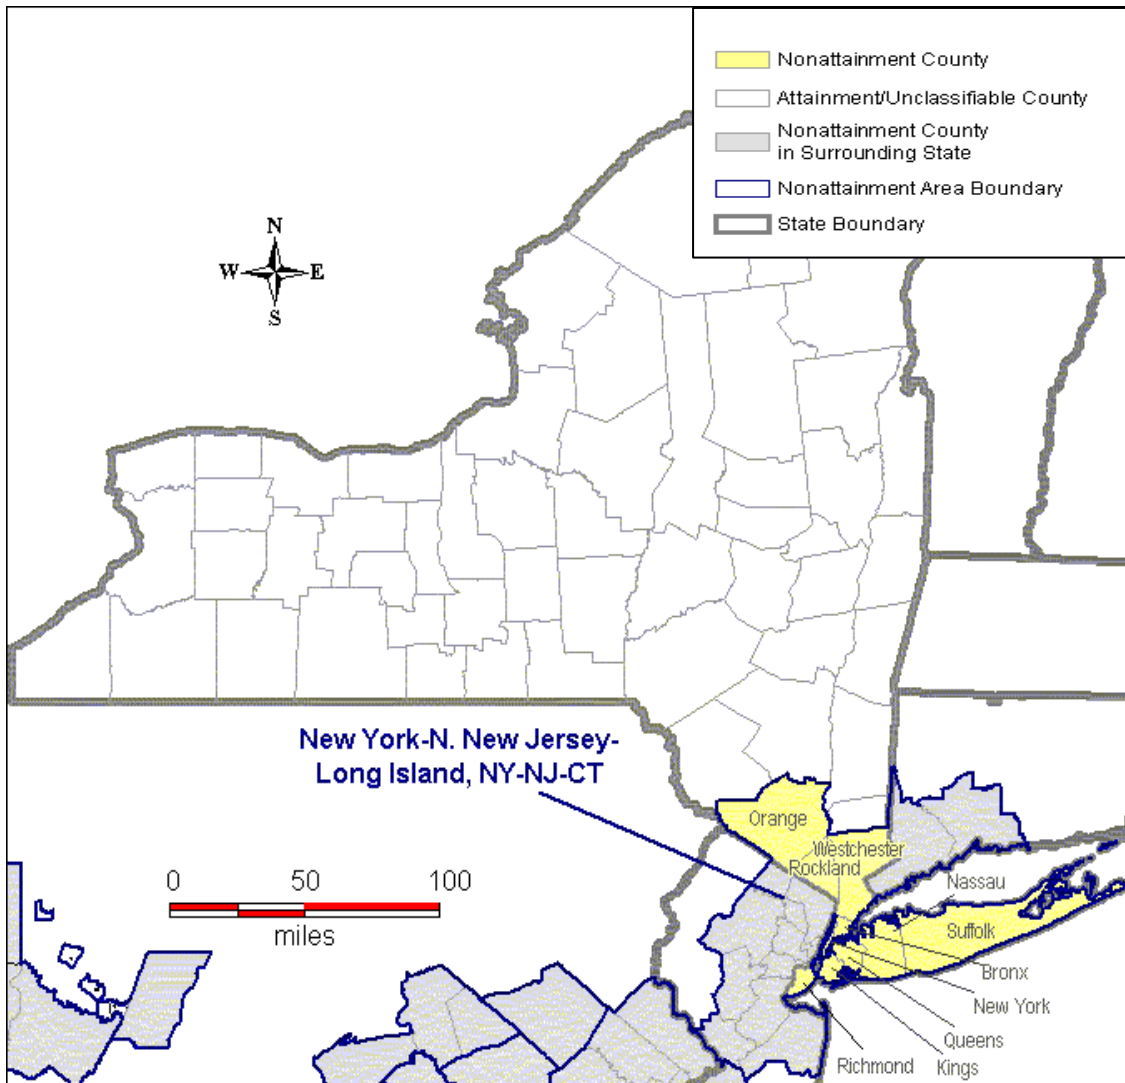 Nonattainment County
Attainment/Unclassifiable County
Nonattainment County
in Surrounding State
Nonattainment Area Boundary
State Boundary
N
W E
S
New York-N. New Jersey-
Long Island, NY-NJ-CT
Orange
Westchester
Rockland
Nassau
Suffolk
0 50 100
miles
Bronx
New York
Queens
Richmond
Kings